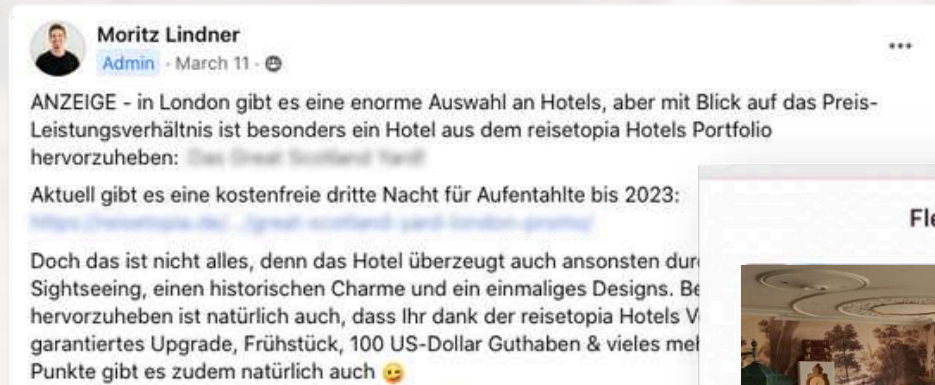 Moritz Lindner
Admin · March 11 ·
ANZEIGE - in London gibt es eine enorme Auswahl an Hotels, aber mit Blick auf das Preis-
Leistungsverhältnis ist besonders ein Hotel aus dem reisetopia Hotels Portfolio
hervorzuheben:
Aktuell gibt es eine kostenfreie dritte Nacht für Aufentahlte bis 2023:
Doch das ist nicht alles, denn das Hotel überzeugt auch ansonsten
Sightseeing, einen historischen Charme und ein einmaliges Designs.
hervorzuheben ist natürlich auch, dass Ihr dank der reisetopia Hotels
garantiertes Upgrade, Frühstück, 100 US-Dollar Guthaben & vieles
Punkte gibt es zudem natürlich auch 😉